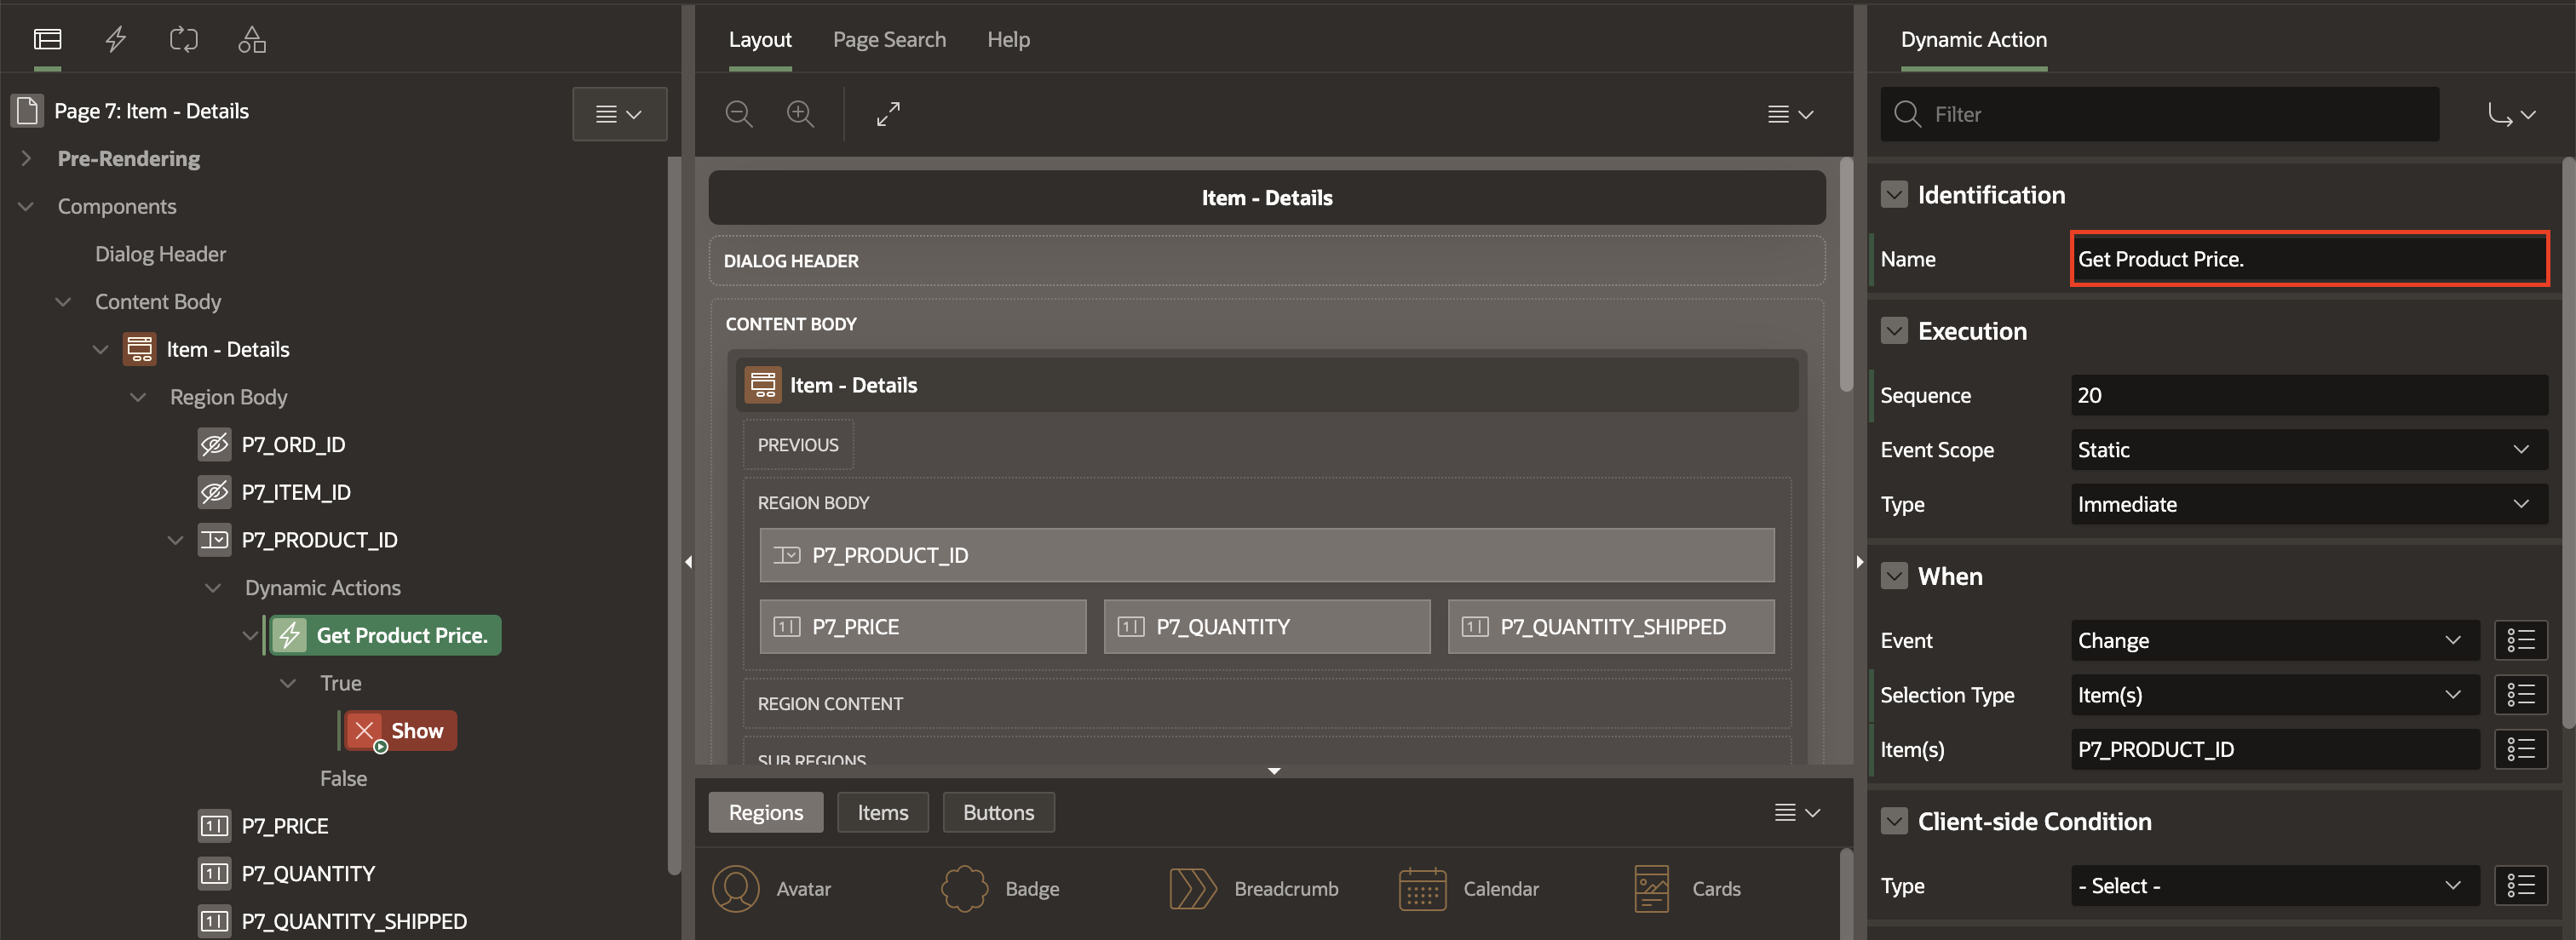 Page 7: Item - Details
Pre-Rendering
Components
Dialog Header
Content Body
Item - Details
Region Body
P7_ORD_ID
P7_ITEM_ID
P7_PRODUCT_ID
Dynamic Actions
Get Product Price.
True
Show
False
P7_PRICE
P7_QUANTITY
P7_QUANTITY_SHIPPED
Layout
Page Search
Help
Item - Details
DIALOG HEADER
CONTENT BODY
Item - Details
PREVIOUS
REGION BODY
P7_PRODUCT_ID
P7_PRICE
P7_QUANTITY
P7_QUANTITY_SHIPPED
REGION CONTENT
SUB REGIONS
Regions
Items
Buttons
Avatar
Badge
Breadcrumb
Calendar
Cards
Dynamic Action
Filter
Identification
Name
Get Product Price.
Execution
Sequence
20
Event Scope
Static
Type
Immediate
When
Event
Change
Selection Type
Item(s)
Item(s)
P7_PRODUCT_ID
Client-side Condition
Type
- Select -